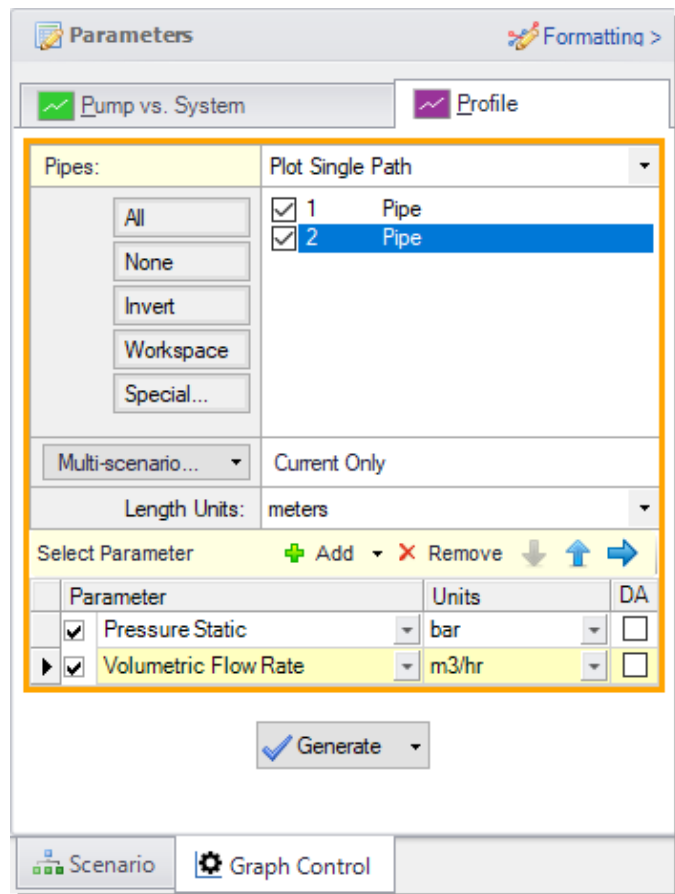 Parameters Formatting >
Pump vs. System Profile
Pipes: Plot Single Path
All 1 Pipe
None 2 Pipe
Invert
Workspace
Special...
Multi-scenario... Current Only
Length Units: meters
Select Parameter Add Remove
Parameter Units DA
Pressure Static bar
Volumetric Flow Rate m3/hr
Generate
Scenario Graph Control